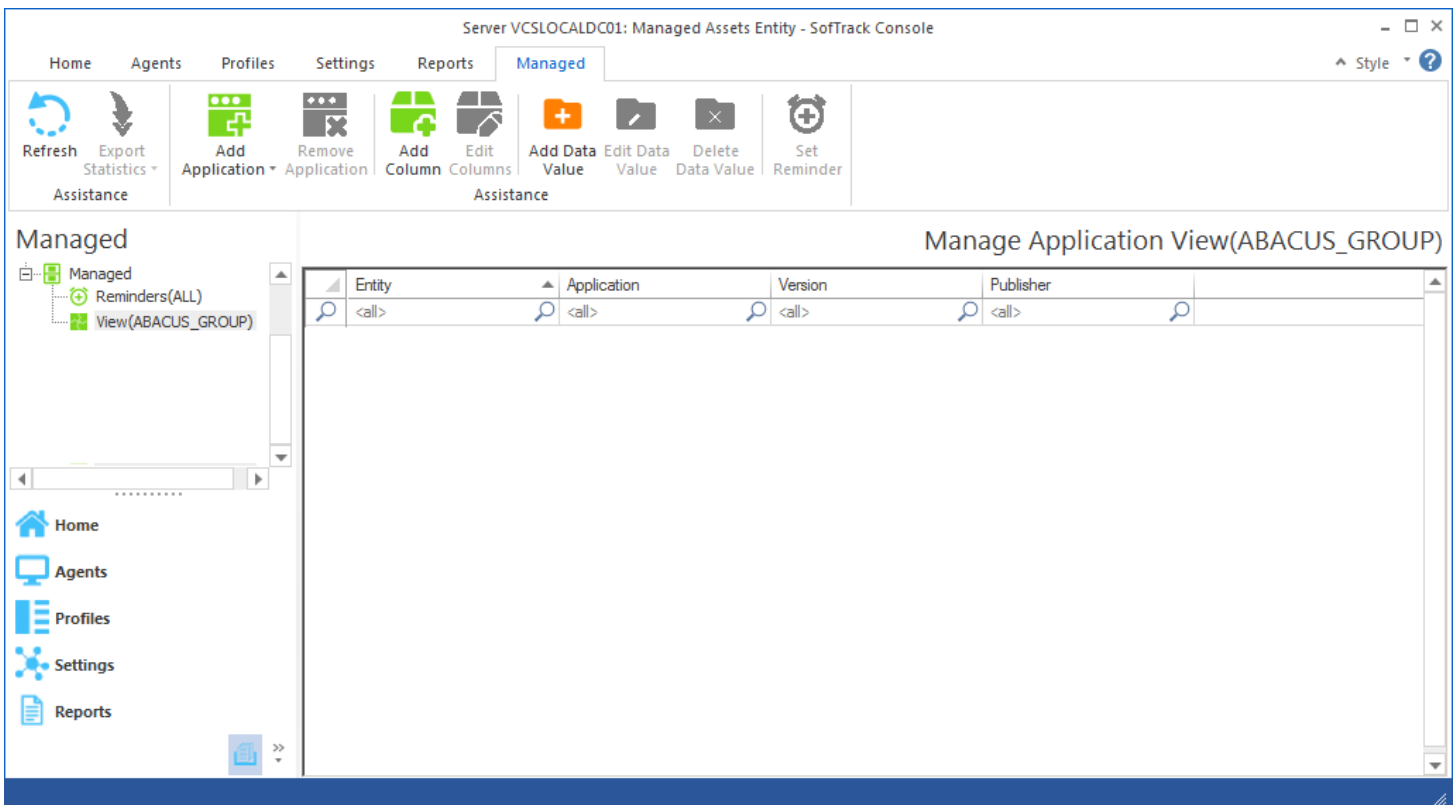 Server VCSLOCALDC01: Managed Assets Entity - SofTrack Console
Home Agents Profiles Settings Reports Managed Style ?
Refresh Export Statistics Add Application Remove Application Add Column Edit Columns Add Data Value Edit Data Value Delete Data Value Set Reminder
Assistance Assistance
Managed
Manage Application View(ABACUS_GROUP)
Managed
Reminders(ALL)
View(ABACUS_GROUP)
Entity Application Version Publisher
<all> <all> <all> <all>
Home
Agents
Profiles
Settings
Reports